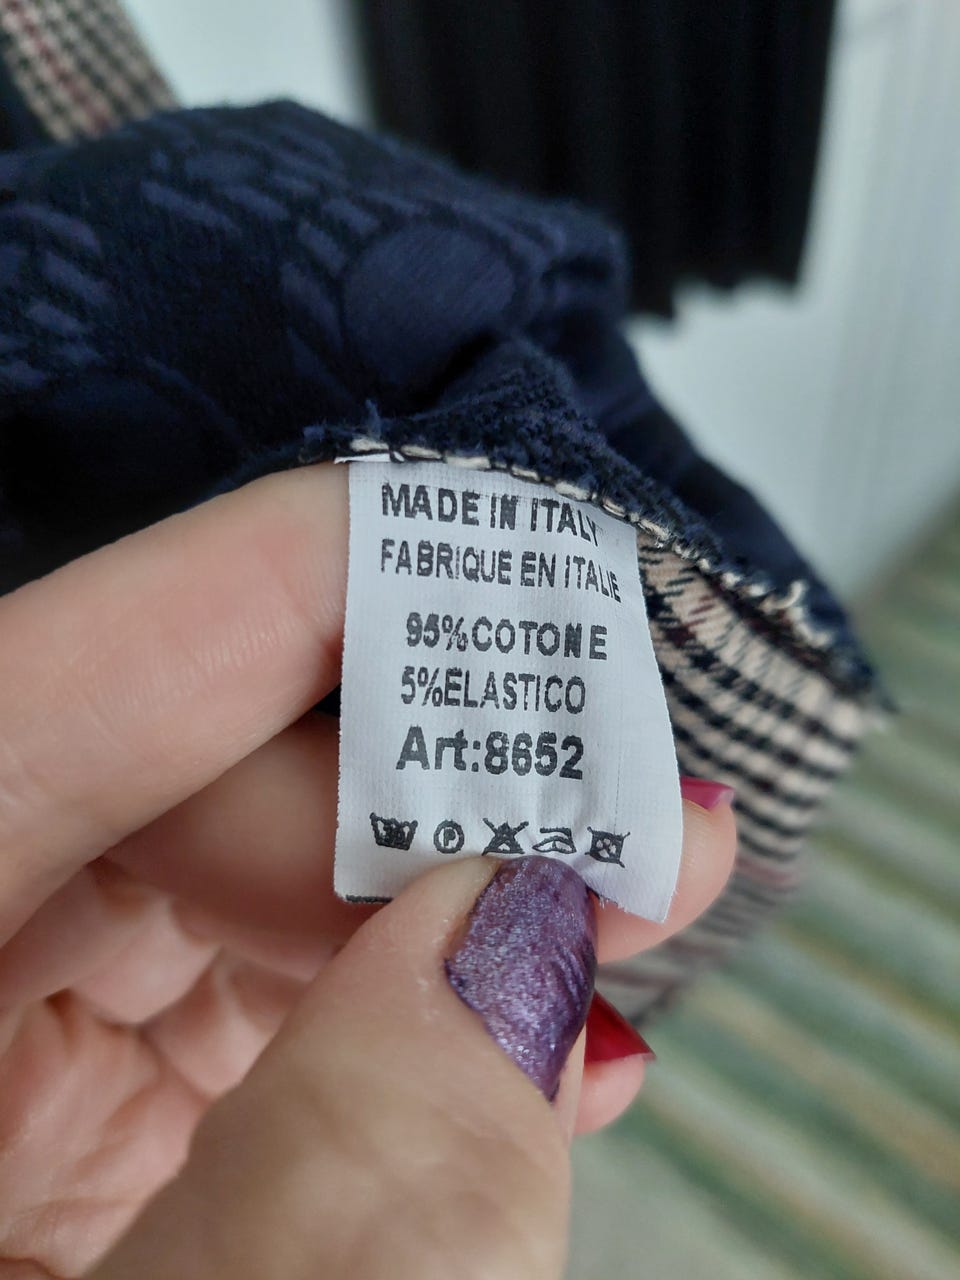 MADE IN ITALY
FABRIQUE EN ITALIE
95%COTONE
5%ELASTICO
Art:8652
P